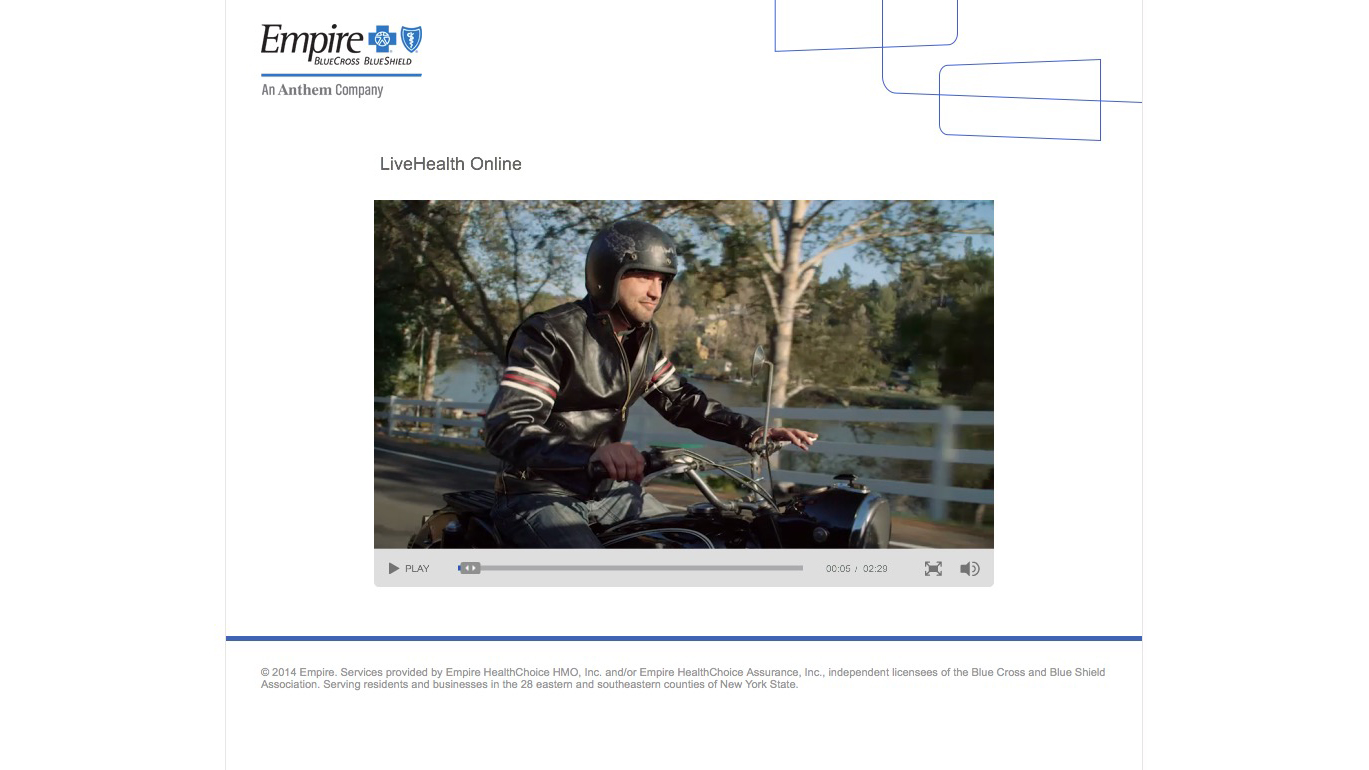 Empire
BLUECROSS BLUESHIELD
An Anthem Company
LiveHealth Online
PLAY
00:05 / 02:29
© 2014 Empire. Services provided by Empire HealthChoice HMO, Inc. and/or Empire HealthChoice Assurance, Inc., independent licensees of the Blue Cross and Blue Shield
Association. Serving residents and businesses in the 28 eastern and southeastern counties of New York State.